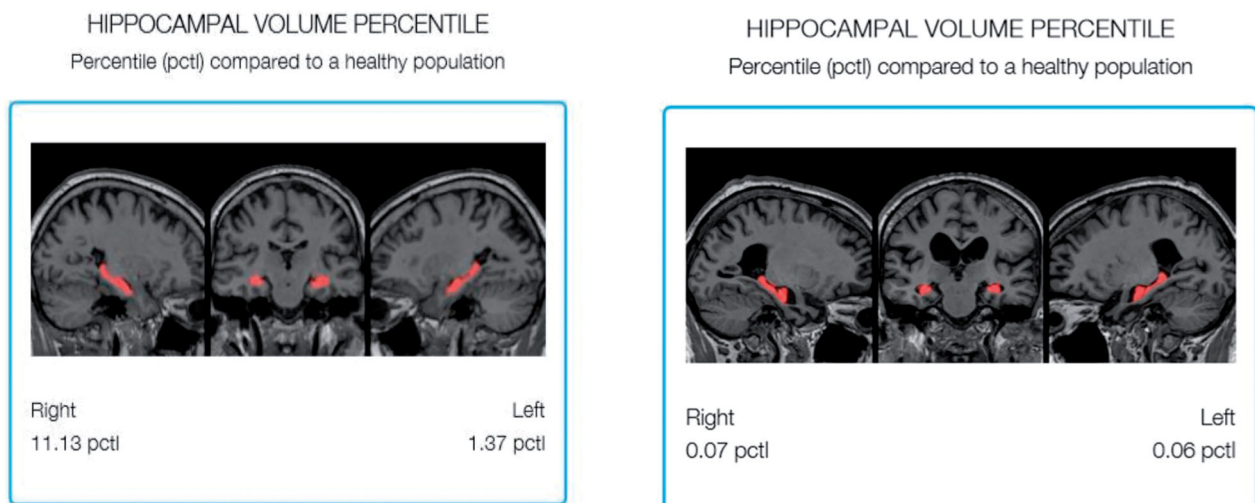 HIPPOCAMPAL VOLUME PERCENTILE
Percentile (pctl) compared to a healthy population
Right
Left
11.13 pctl
1.37 pctl
HIPPOCAMPAL VOLUME PERCENTILE
Percentile (pctl) compared to a healthy population
Right
Left
0.07 pctl
0.06 pctl